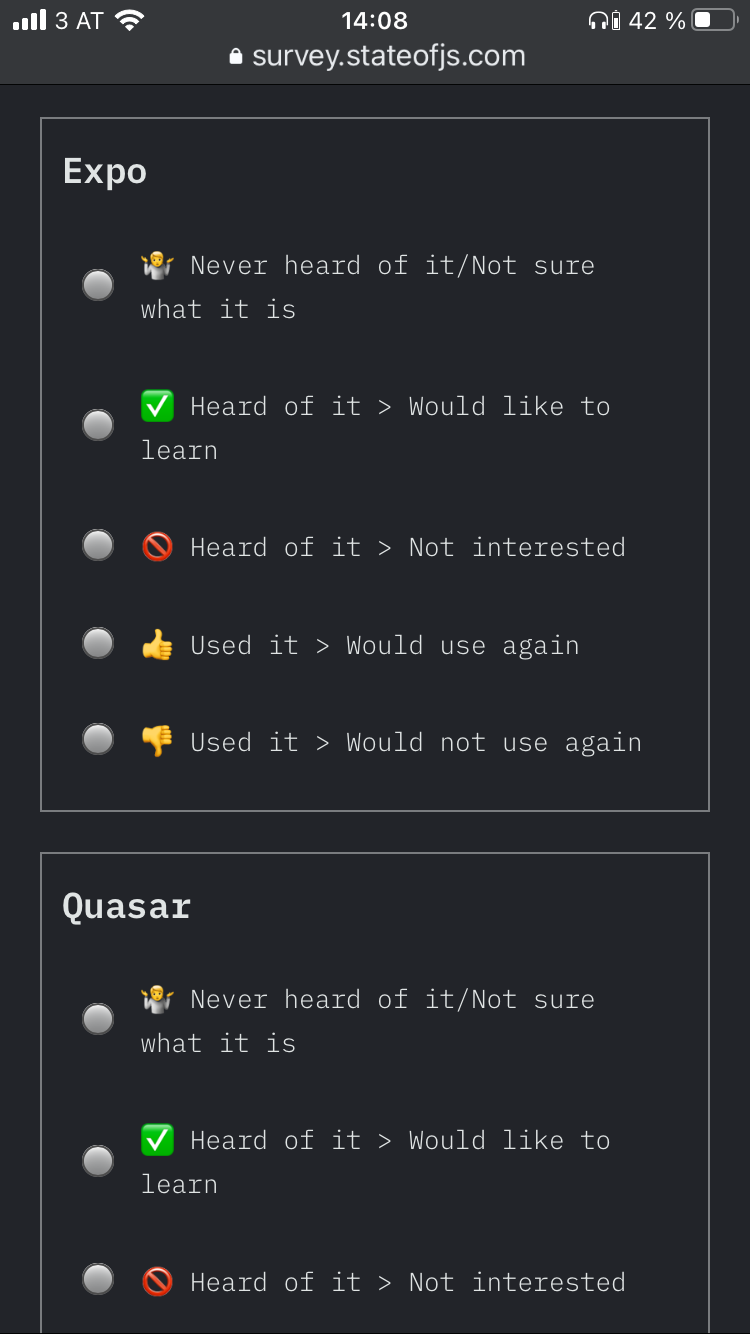 3 AT 14:08 42 %
survey.stateofjs.com
Expo
🤷 Never heard of it/Not sure
what it is
✅ Heard of it > Would like to
learn
🚫 Heard of it > Not interested
👍 Used it > Would use again
👎 Used it > Would not use again
Quasar
🤷 Never heard of it/Not sure
what it is
✅ Heard of it > Would like to
learn
🚫 Heard of it > Not interested